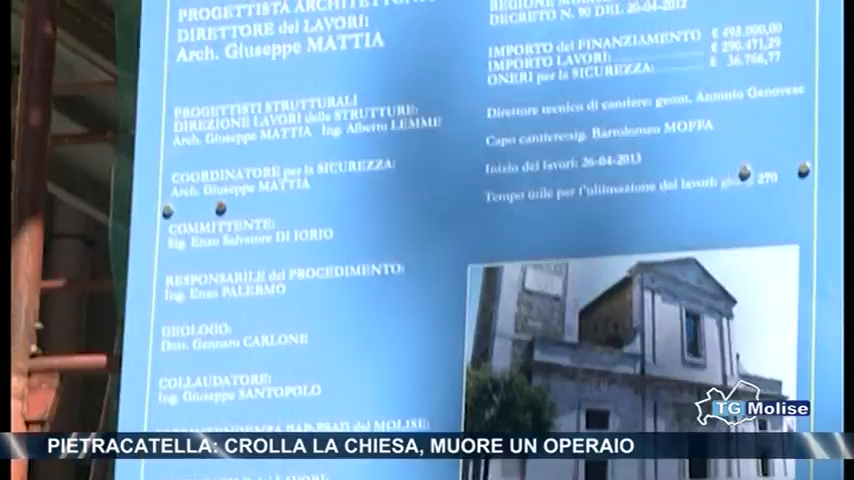 PROGETTISTA ARCHITETTONICO
DIRETTORE dei LAVORI:
Arch. Giuseppe MATTIA
PROGETTISTI STRUTTURALI
DIREZIONE LAVORI delle STRUTTURE:
Arch. Giuseppe MATTIA Ing. Alberto LEMME
COORDINATORE per la SICUREZZA:
Arch. Giuseppe MATTIA
COMMITTENTE:
Sig. Enzo Salvatore DI IORIO
RESPONSABILE del PROCEDIMENTO:
Ing. Enzo PALERMO
GEOLOGO:
Dott. Gennaro CARLONE
COLLAUDATORE:
Ing. Giuseppe SANTOPOLO
del MOLISE:
LAVORI:
REGIONE MOLISE
DECRETO N. 90 DEL 20-04-2012
IMPORTO del FINANZIAMENTO € 493.000,00
IMPORTO LAVORI: € 290.471,29
ONERI per la SICUREZZA: € 36.766,77
Direttore tecnico di cantiere: geom. Antonio Genovese
Capo cantiere: sig. Bartolomeo MOFFA
Inizio dei lavori: 26-04-2013
Tempo utile per l'ultimazione dei lavori: 270
TG Molise
PIETRACATELLA: CROLLA LA CHIESA, MUORE UN OPERAIO